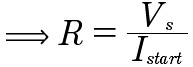 ⟹ R = V_s / I_start